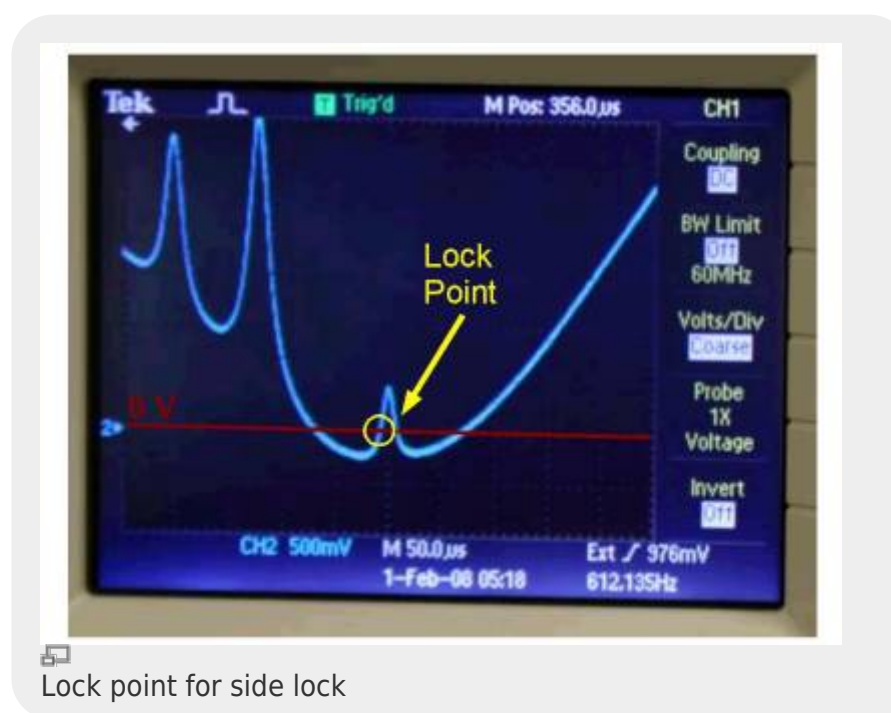 Tek Trig'd M Pos: 356.0µs CH1
Coupling
DC
BW Limit
Off
60MHz
Volts/Div
Coarse
Probe
1X
Voltage
Invert
Off
Lock
Point
0 V
2
CH2 500mV M 50.0µs Ext 976mV
1-Feb-08 05:18 612.135Hz
Lock point for side lock